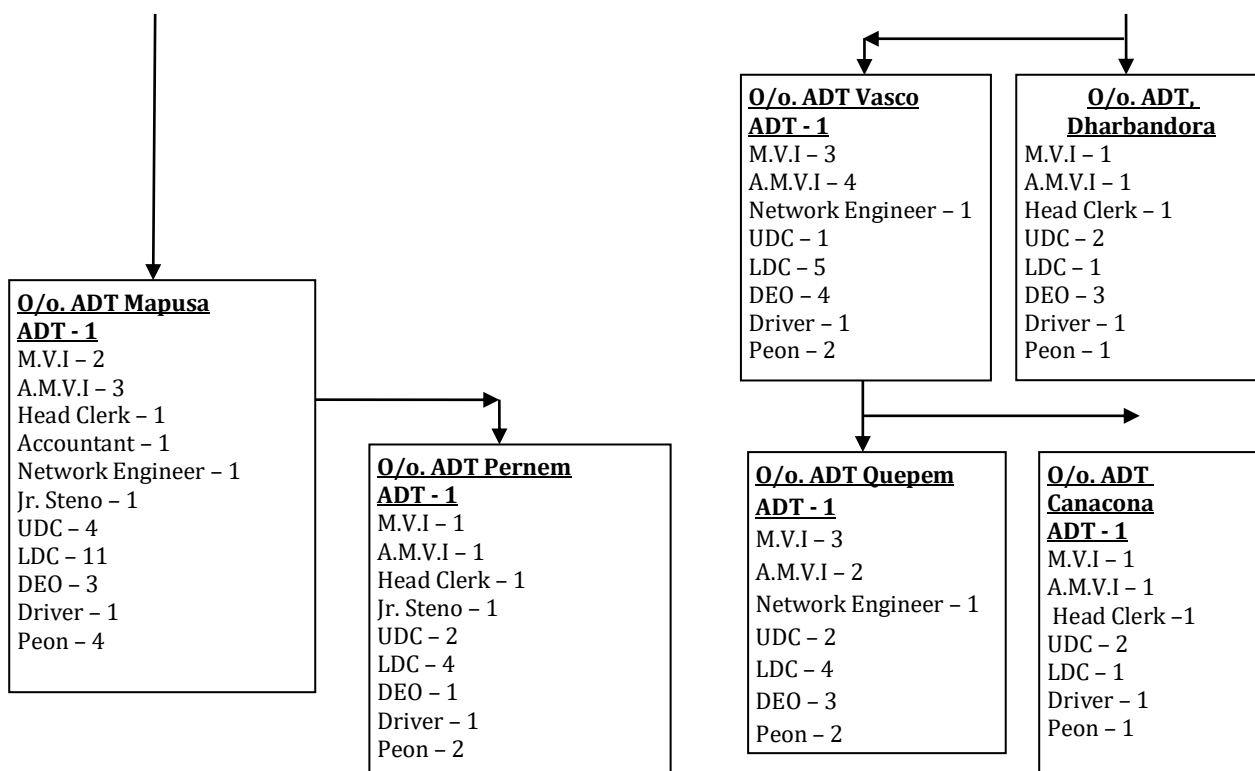 O/o. ADT Vasco
ADT - 1
M.V.I – 3
A.M.V.I – 4
Network Engineer – 1
UDC – 1
LDC – 5
DEO – 4
Driver – 1
Peon – 2
O/o. ADT,
Dharbandora
M.V.I – 1
A.M.V.I – 1
Head Clerk – 1
UDC – 2
LDC – 1
DEO – 3
Driver – 1
Peon – 1
O/o. ADT Mapusa
ADT - 1
M.V.I – 2
A.M.V.I – 3
Head Clerk – 1
Accountant – 1
Network Engineer – 1
Jr. Steno – 1
UDC – 4
LDC – 11
DEO – 3
Driver – 1
Peon – 4
O/o. ADT Pernem
ADT - 1
M.V.I – 1
A.M.V.I – 1
Head Clerk – 1
Jr. Steno – 1
UDC – 2
LDC – 4
DEO – 1
Driver – 1
Peon – 2
O/o. ADT Quepem
ADT - 1
M.V.I – 3
A.M.V.I – 2
Network Engineer – 1
UDC – 2
LDC – 4
DEO – 3
Peon – 2
O/o. ADT
Canacona
ADT - 1
M.V.I – 1
A.M.V.I – 1
Head Clerk –1
UDC – 2
LDC – 1
Driver – 1
Peon – 1